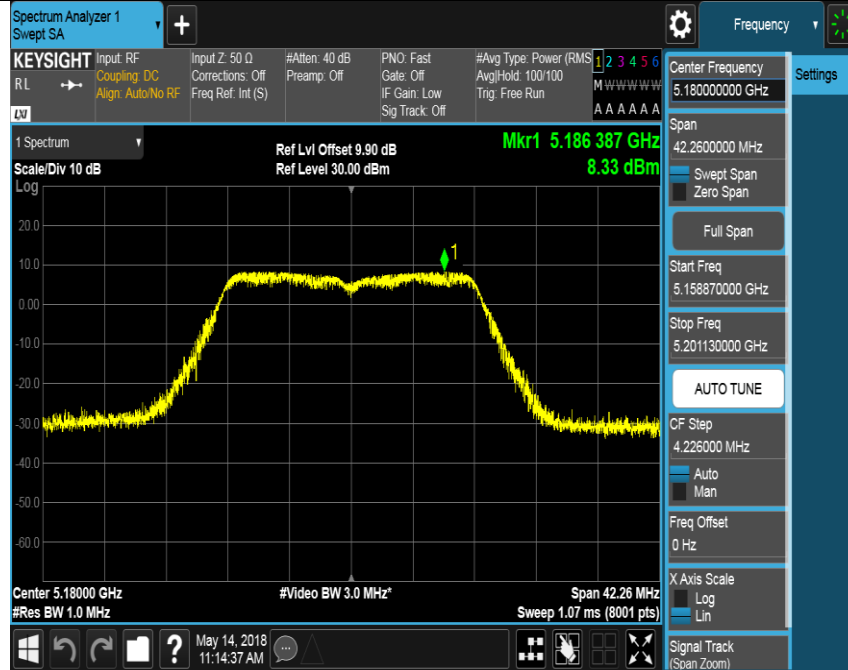 Spectrum Analyzer 1
Swept SA
+
Frequency
KEYSIGHT
RL
LXI
Input: RF
Coupling: DC
Align: Auto/No RF
Input Z: 50 Ω
Corrections: Off
Freq Ref: Int (S)
#Atten: 40 dB
Preamp: Off
PNO: Fast
Gate: Off
IF Gain: Low
Sig Track: Off
#Avg Type: Power (RMS
Avg|Hold: 100/100
Trig: Free Run
1 2 3 4 5 6
M W W W W W
A A A A A A
1 Spectrum
Scale/Div 10 dB
Log
Ref Lvl Offset 9.90 dB
Ref Level 30.00 dBm
Mkr1 5.186 387 GHz
8.33 dBm
20.0
10.0
0.00
-10.0
-20.0
-30.0
-40.0
-50.0
-60.0
1
Center 5.18000 GHz
#Res BW 1.0 MHz
#Video BW 3.0 MHz*
Span 42.26 MHz
Sweep 1.07 ms (8001 pts)
?
May 14, 2018
11:14:37 AM
Center Frequency
5.180000000 GHz
Span
42.2600000 MHz
Swept Span
Zero Span
Full Span
Start Freq
5.158870000 GHz
Stop Freq
5.201130000 GHz
AUTO TUNE
CF Step
4.226000 MHz
Auto
Man
Freq Offset
0 Hz
X Axis Scale
Log
Lin
Signal Track
(Span Zoom)
Settings